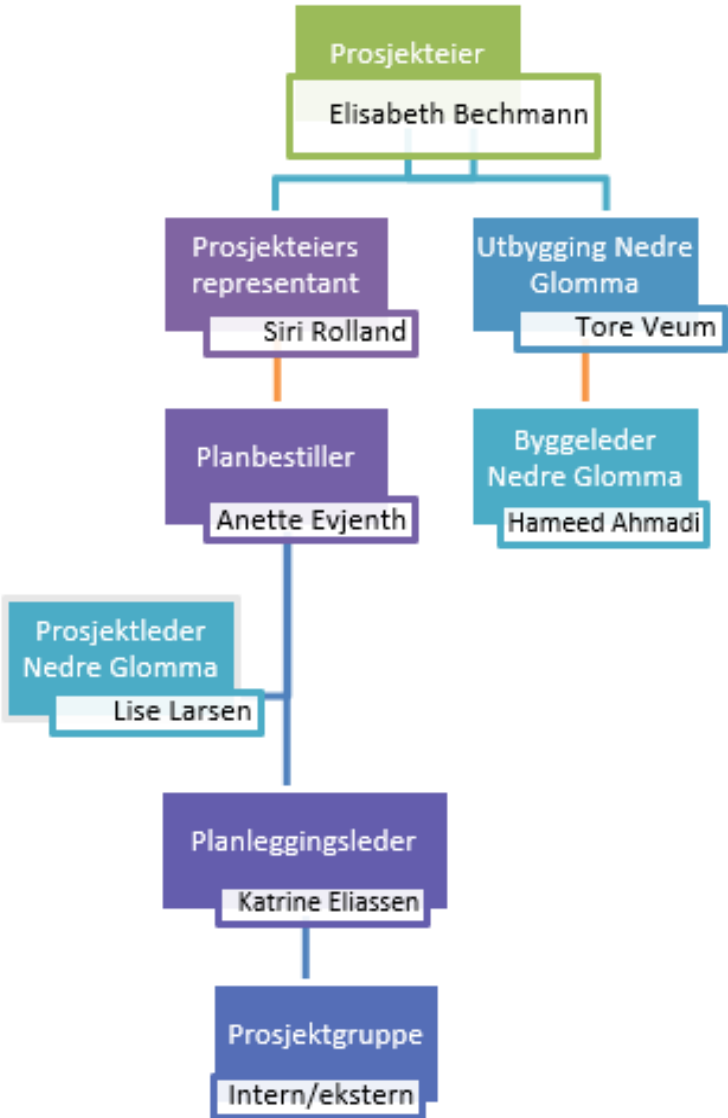 Prosjekteier
Elisabeth Bechmann
Prosjekteiers
representant
Siri Rolland
Utbygging Nedre
Glomma
Tore Veum
Planbestiller
Anette Evjenth
Byggeleder
Nedre Glomma
Hameed Ahmadi
Prosjektleder
Nedre Glomma
Lise Larsen
Planleggingsleder
Katrine Eliassen
Prosjektgruppe
Intern/ekstern